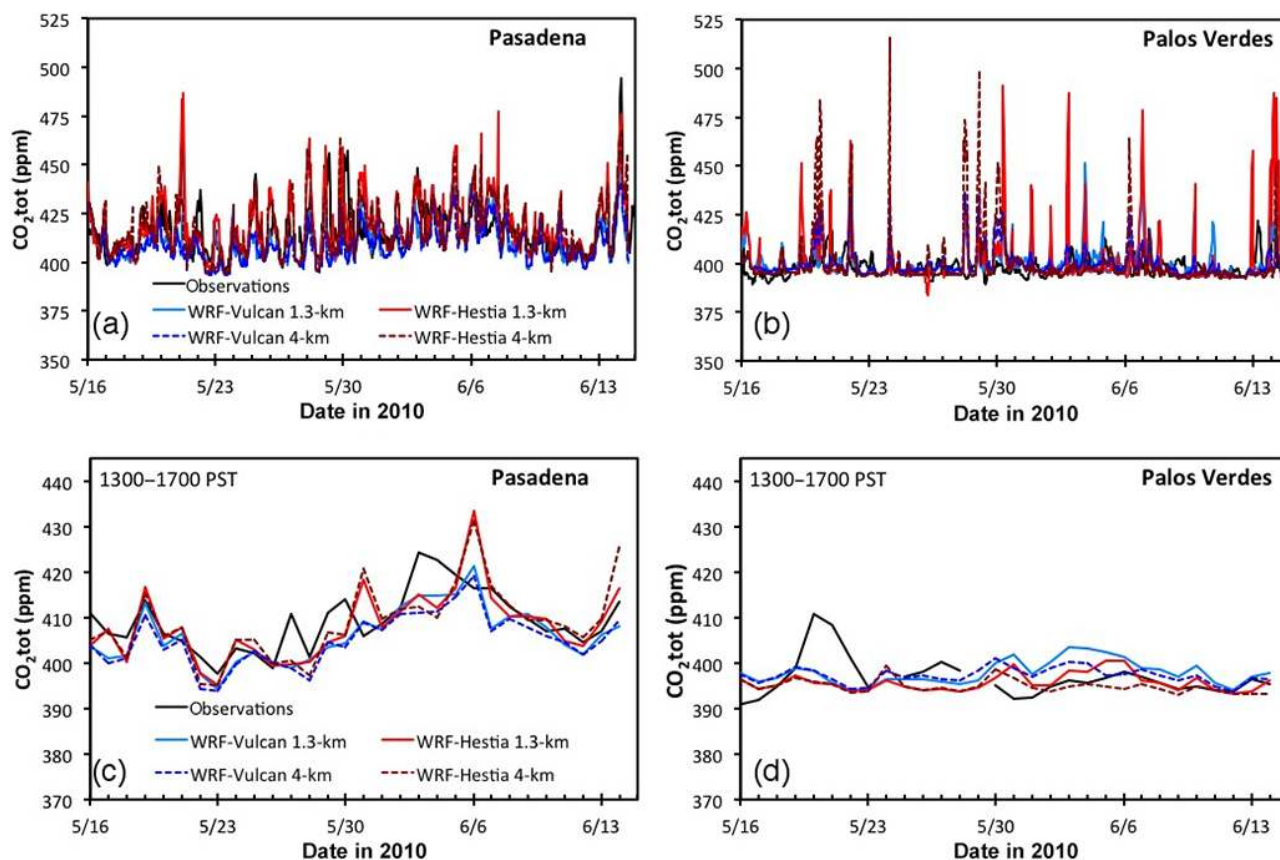 Pasadena
525
500
475
450
425
400
375
350
CO2tot (ppm)
Observations
WRF-Vulcan 1.3-km
WRF-Hestia 1.3-km
WRF-Vulcan 4-km
WRF-Hestia 4-km
(a)
5/16
5/23
5/30
6/6
6/13
Date in 2010
Palos Verdes
525
500
475
450
425
400
375
350
CO2tot (ppm)
(b)
5/16
5/23
5/30
6/6
6/13
Date in 2010
1300–1700 PST
Pasadena
440
430
420
410
400
390
380
370
CO2tot (ppm)
Observations
WRF-Vulcan 1.3-km
WRF-Hestia 1.3-km
WRF-Vulcan 4-km
WRF-Hestia 4-km
(c)
5/16
5/23
5/30
6/6
6/13
Date in 2010
1300–1700 PST
Palos Verdes
440
430
420
410
400
390
380
370
CO2tot (ppm)
(d)
5/16
5/23
5/30
6/6
6/13
Date in 2010